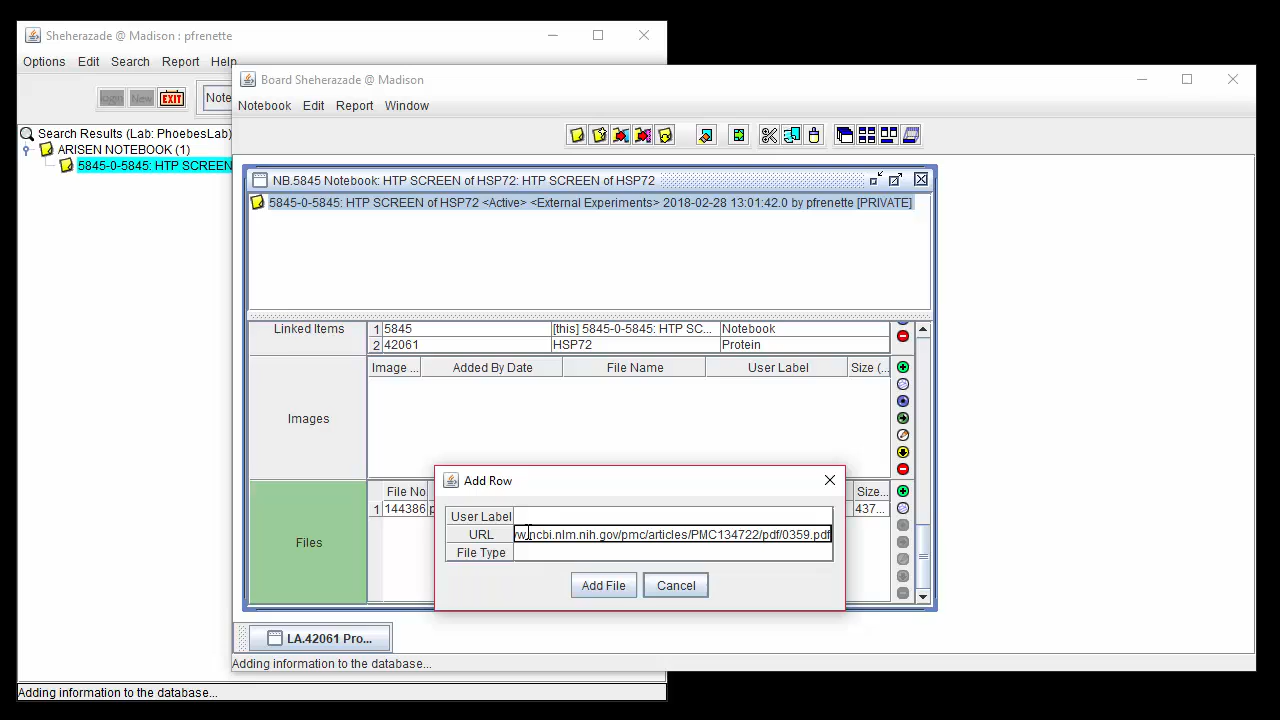 Sheherazade @ Madison : pfrenette
Options Edit Search Report Help
login New EXIT Note
Search Results (Lab: PhoebesLab)
ARISEN NOTEBOOK (1)
5845-0-5845: HTP SCREEN
Board Sheherazade @ Madison
Notebook Edit Report Window
NB.5845 Notebook: HTP SCREEN of HSP72: HTP SCREEN of HSP72
5845-0-5845: HTP SCREEN of HSP72 <Active> <External Experiments> 2018-02-28 13:01:42.0 by pfrenette [PRIVATE]
Linked Items
1 5845 [this] 5845-0-5845: HTP SC... Notebook
2 42061 HSP72 Protein
Image ... Added By Date File Name User Label Size (...
Images
File No Size...
1 144386 p 437...
Files
Add Row
User Label
URL w.ncbi.nlm.nih.gov/pmc/articles/PMC134722/pdf/0359.pdf
File Type
Add File Cancel
LA.42061 Pro...
Adding information to the database...
Adding information to the database...